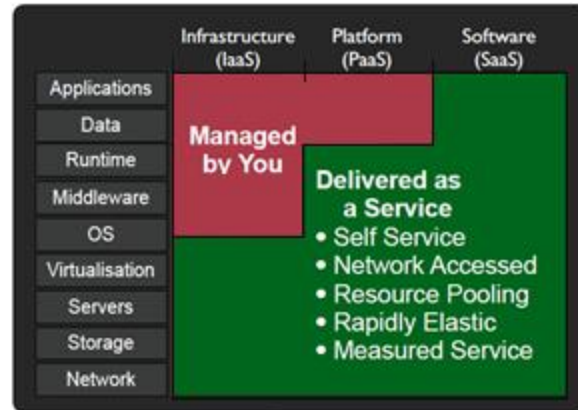 Infrastructure
(IaaS)
Platform
(PaaS)
Software
(SaaS)
Applications
Data
Runtime
Middleware
OS
Virtualisation
Servers
Storage
Network
Managed
by You
Delivered as
a Service
• Self Service
• Network Accessed
• Resource Pooling
• Rapidly Elastic
• Measured Service